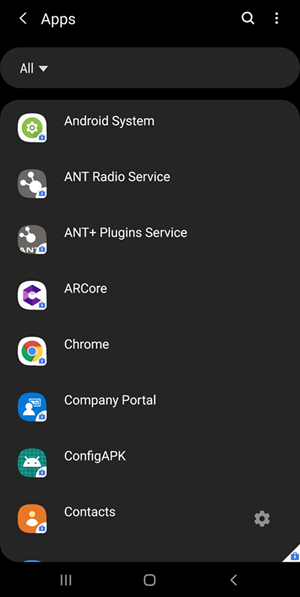 Apps
All
Android System
ANT Radio Service
ANT+ Plugins Service
ARCore
Chrome
Company Portal
ConfigAPK
Contacts